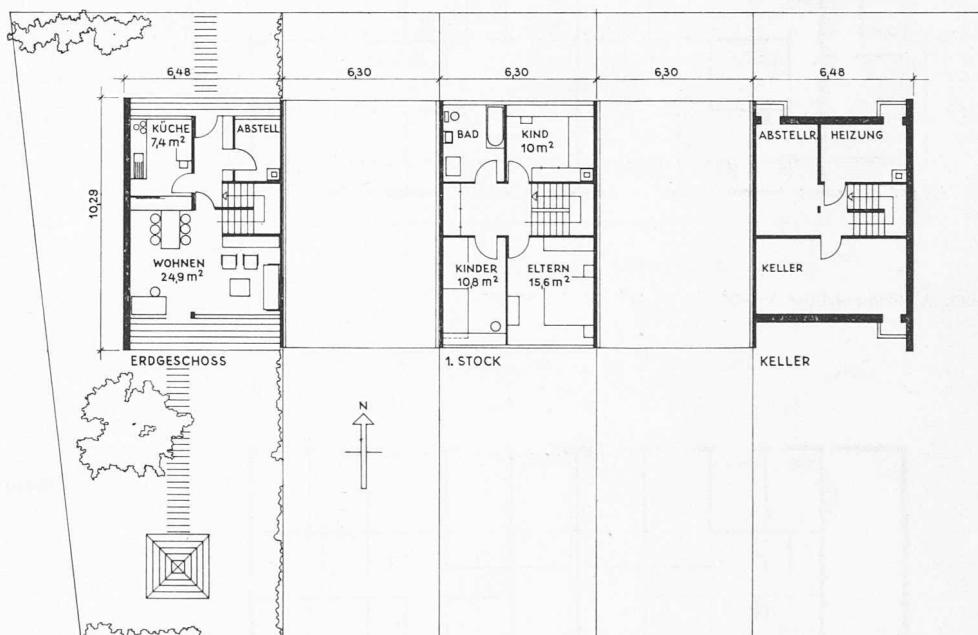 6,48
6,30
6,30
6,30
6,48
10,29
KÜCHE
7,4 m²
ABSTELL.
WOHNEN
24,9 m²
ERDGESCHOSS
BAD
KIND
10 m²
KINDER
10,8 m²
ELTERN
15,6 m²
1. STOCK
ABSTELLR.
HEIZUNG
KELLER
KELLER
N